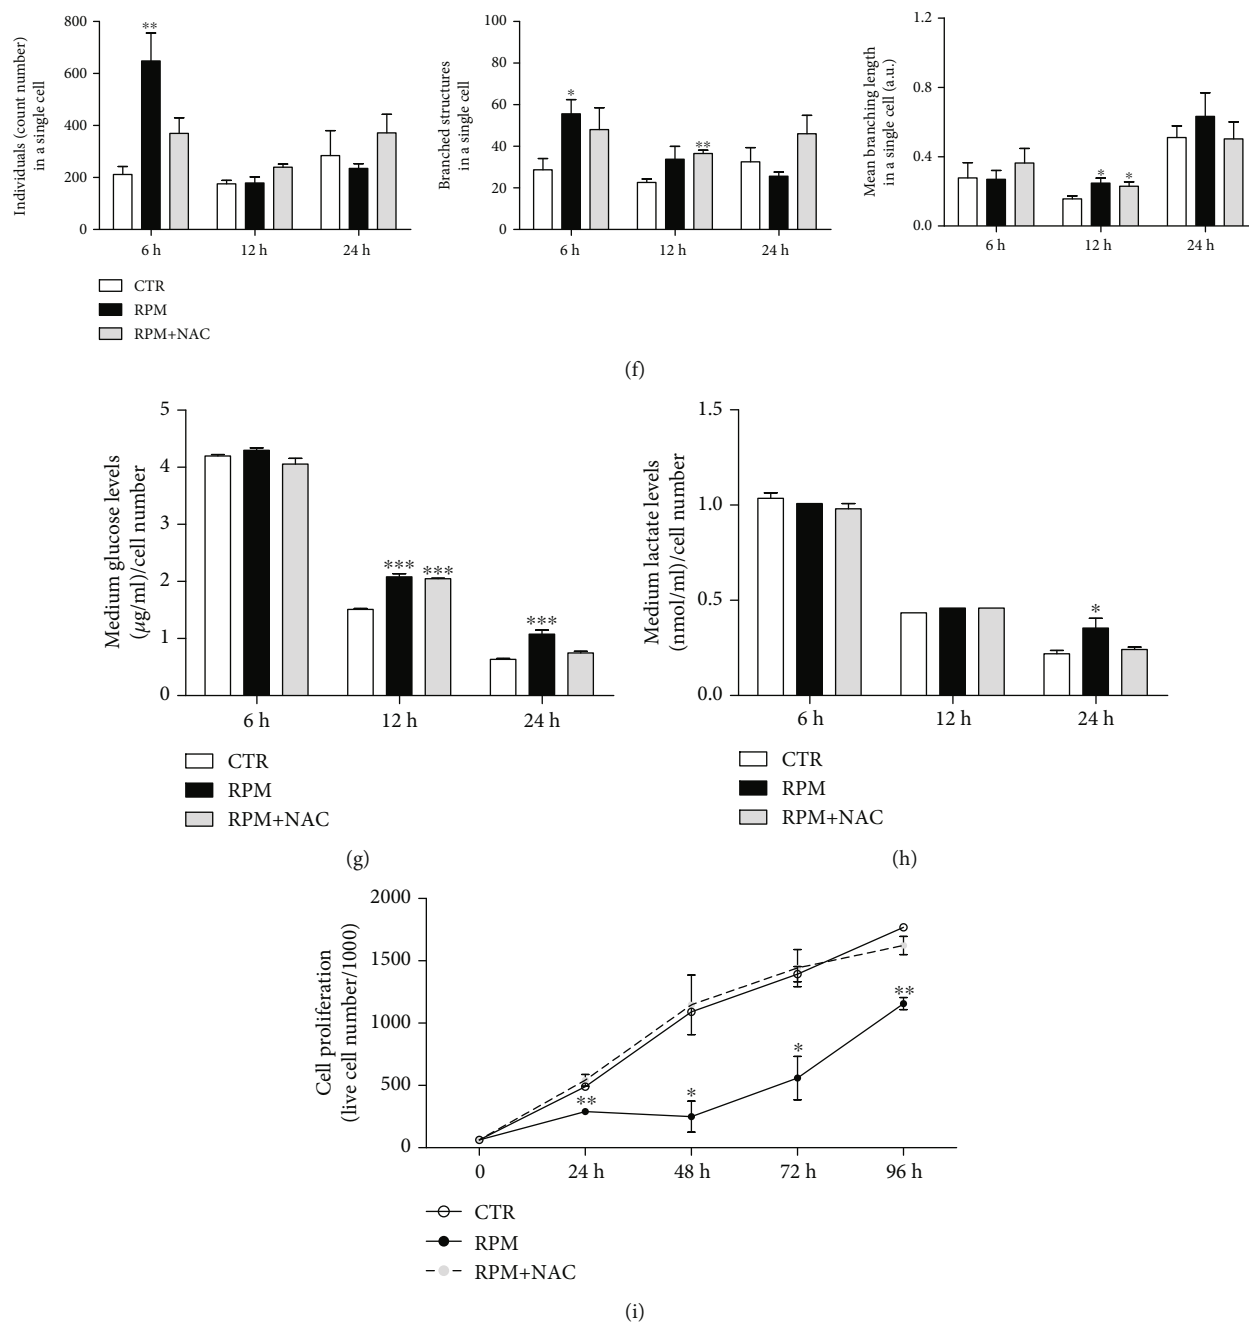 Individuals (count number)
in a single cell
800
600
400
200
0
**
6 h
12 h
24 h
Branched structures
in a single cell
100
80
60
40
20
0
*
**
6 h
12 h
24 h
Mean branching length
in a single cell (a.u.)
1.2
0.8
0.4
0.0
*
*
6 h
12 h
24 h
CTR
RPM
RPM+NAC
(f)
Medium glucose levels
(μg/ml)/cell number
5
4
4
2
1
0
***
***
***
6 h
12 h
24 h
CTR
RPM
RPM+NAC
(g)
Medium lactate levels
(nmol/ml)/cell number
1.5
1.0
0.5
0.0
*
6 h
12 h
24 h
CTR
RPM
RPM+NAC
(h)
Cell proliferation
(live cell number/1000)
2000
1500
1000
500
0
**
*
*
**
0
24 h
48 h
72 h
96 h
CTR
RPM
RPM+NAC
(i)